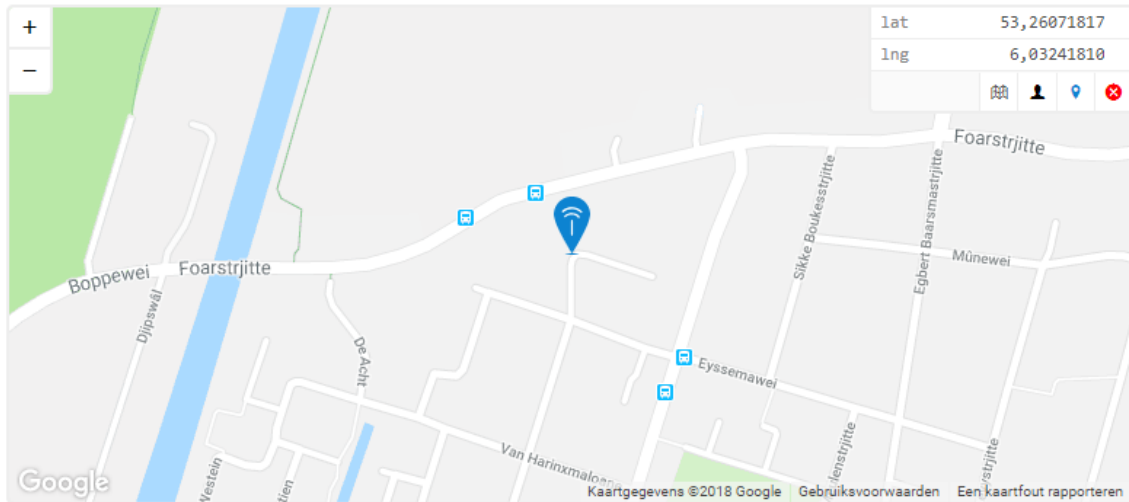 +
lat 53,26071817
−
lng 6,03241810
Foarstrjitte
Sikke Boukesstrjitte
Egbert Baarsmastrjitte
Mûnewei
Boppewei
Foarstrjitte
Djipswâl
De Acht
Eyssemawei
Van Harinxmaloane
Westein
Google
Kaartgegevens ©2018 Google Gebruiksvoorwaarden Een kaartfout rapporteren